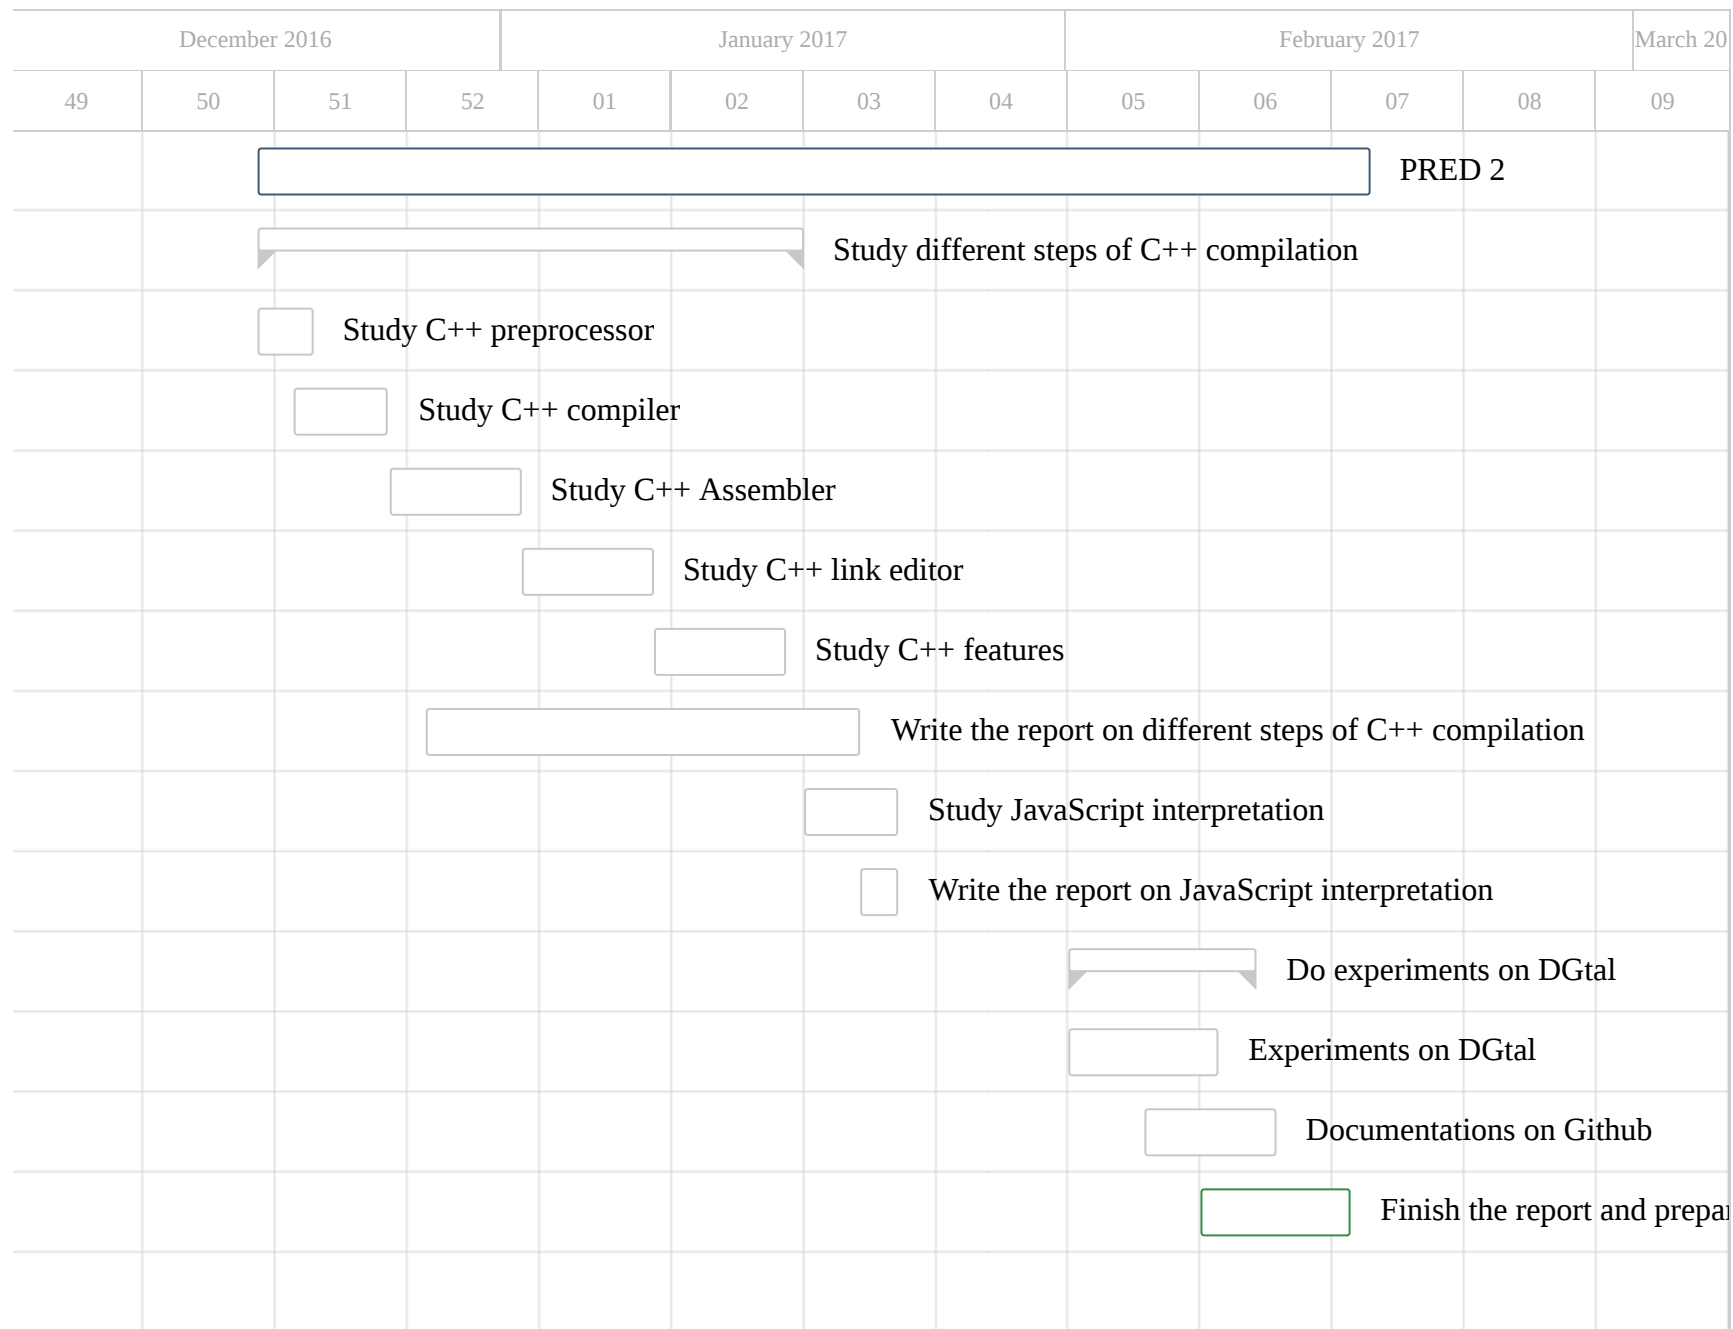 December 2016 January 2017 February 2017 March 20
49 50 51 52 01 02 03 04 05 06 07 08 09
PRED 2
Study different steps of C++ compilation
Study C++ preprocessor
Study C++ compiler
Study C++ Assembler
Study C++ link editor
Study C++ features
Write the report on different steps of C++ compilation
Study JavaScript interpretation
Write the report on JavaScript interpretation
Do experiments on DGtal
Experiments on DGtal
Documentations on Github
Finish the report and prepar